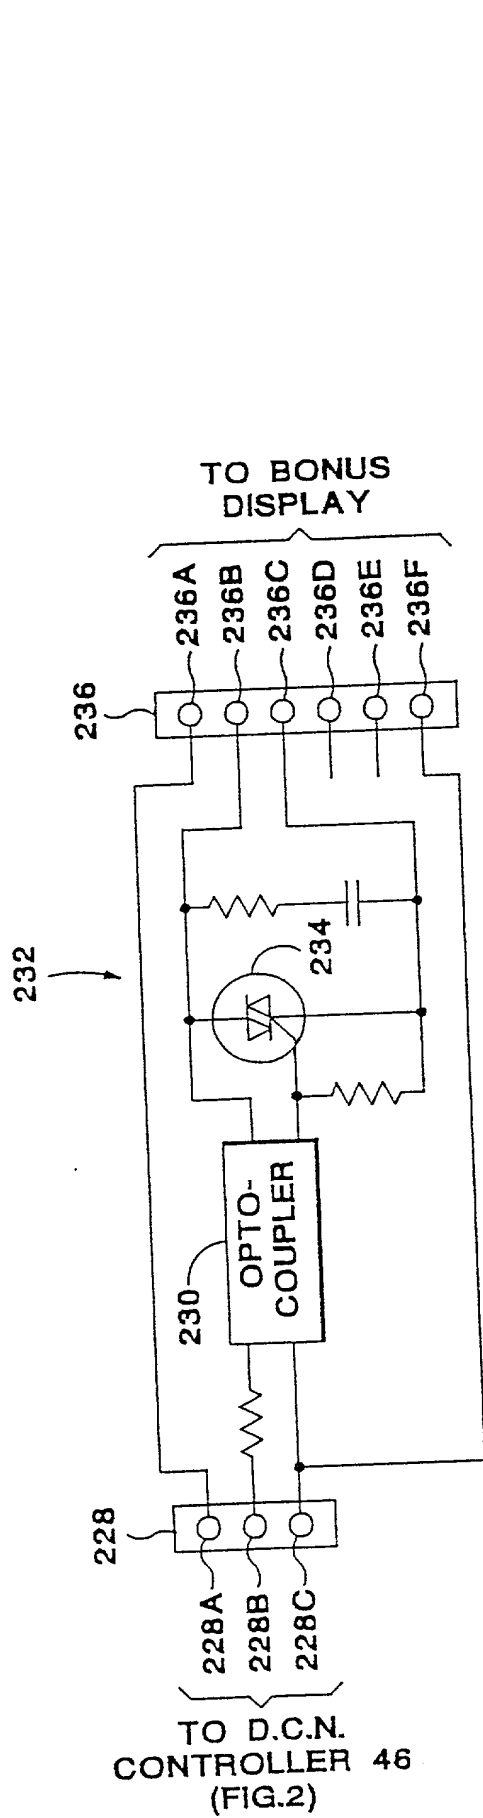 TO BONUS
DISPLAY
236A
236B
236C
236D
236E
236F
236
232
234
OPTO-
COUPLER
230
228
228A
228B
228C
TO D.C.N.
CONTROLLER 46
(FIG.2)